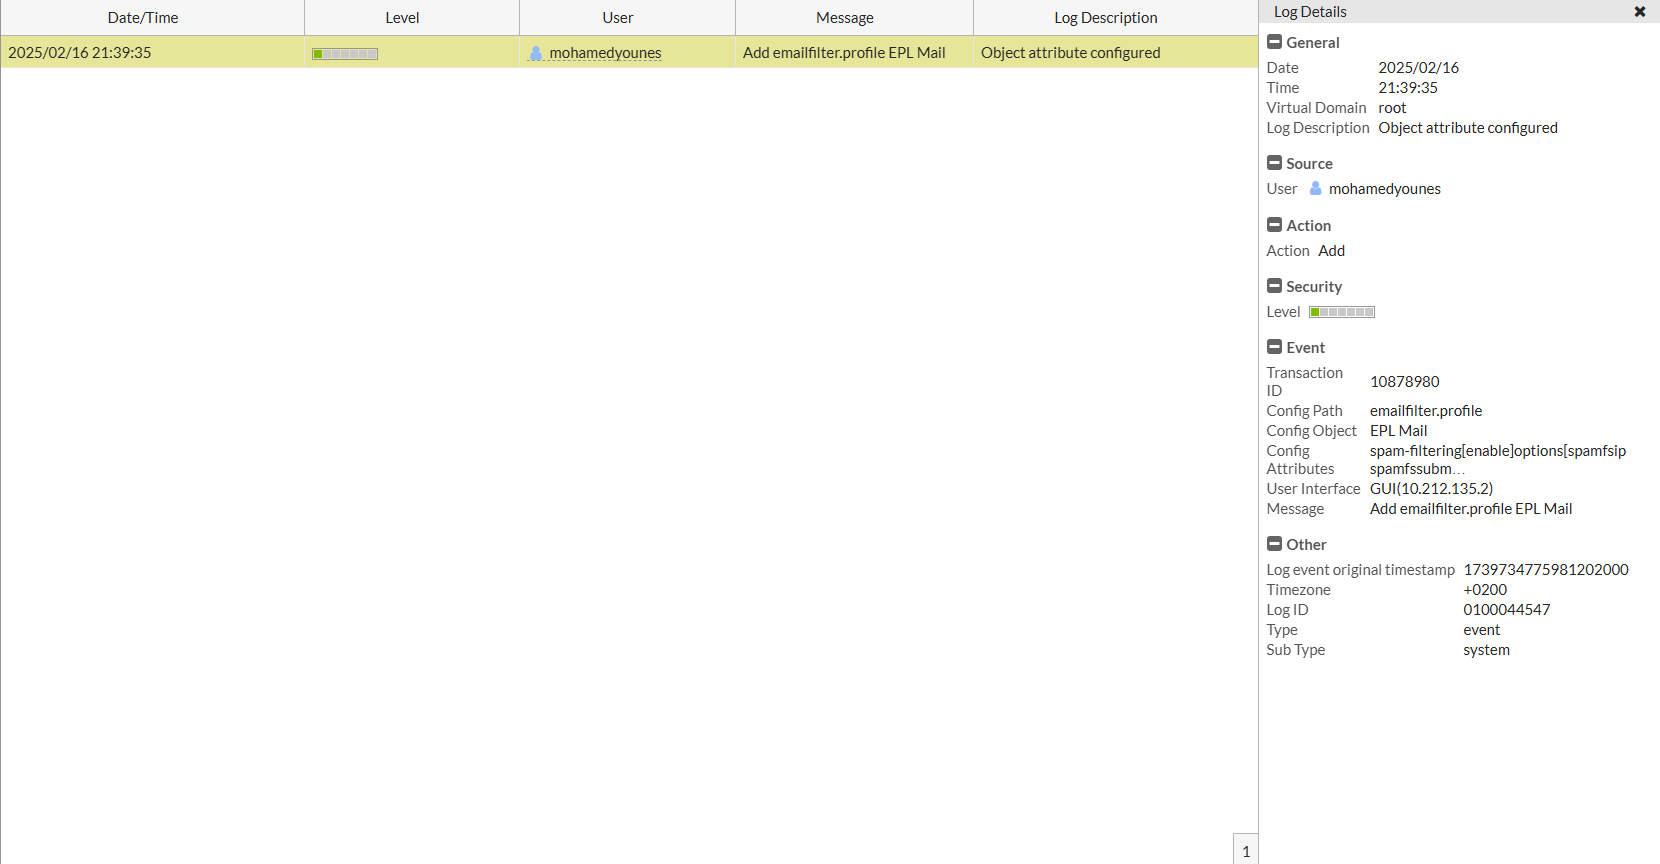 Date/Time Level User Message Log Description
2025/02/16 21:39:35 mohamedyounes Add emailfilter.profile EPL Mail Object attribute configured
1
Log Details
General
Date 2025/02/16
Time 21:39:35
Virtual Domain root
Log Description Object attribute configured
Source
User mohamedyounes
Action
Action Add
Security
Level
Event
Transaction
ID 10878980
Config Path emailfilter.profile
Config Object EPL Mail
Config spam-filtering[enable]options[spamfsip
Attributes spamfssubm...
User Interface GUI(10.212.135.2)
Message Add emailfilter.profile EPL Mail
Other
Log event original timestamp 1739734775981202000
Timezone +0200
Log ID 0100044547
Type event
Sub Type system